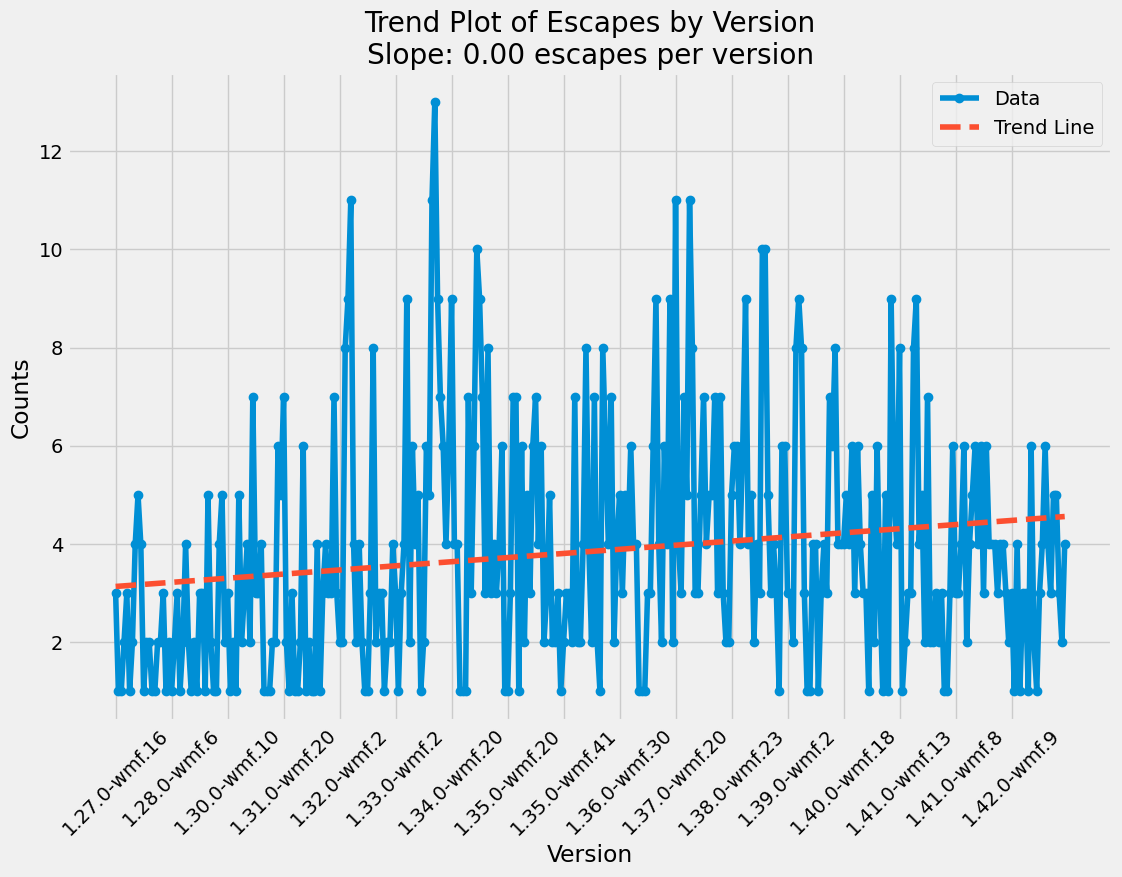 Trend Plot of Escapes by Version
Slope: 0.00 escapes per version
Data
Trend Line
12
10
8
6
4
2
Counts
1.27.0-wmf.16
1.28.0-wmf.6
1.30.0-wmf.10
1.31.0-wmf.20
1.32.0-wmf.2
1.33.0-wmf.2
1.34.0-wmf.20
1.35.0-wmf.20
1.35.0-wmf.41
1.36.0-wmf.30
1.37.0-wmf.20
1.38.0-wmf.23
1.39.0-wmf.2
1.40.0-wmf.18
1.41.0-wmf.13
1.41.0-wmf.8
1.42.0-wmf.9
Version